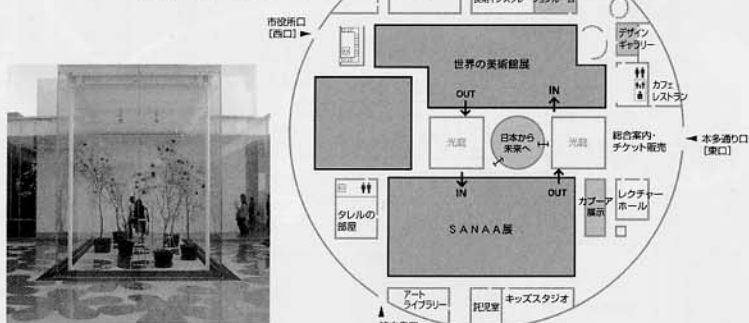 市役所口
[西口]
デザイン
ギャラリー
世界の美術館展
カフェ
レストラン
OUT
IN
光庭
日本から
未来へ
光庭
総合案内・
チケット販売
本多通り口
[東口]
IN
OUT
タレルの
部屋
SANAA展
カプーア
展示
レクチャー
ホール
アート
ライブラリー
託児室
キッズスタジオ